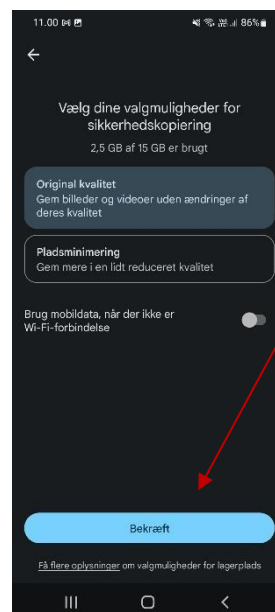 11.00
86%
Vælg dine valgmuligheder for
sikkerhedskopiering
2,5 GB af 15 GB er brugt
Original kvalitet
Gem billeder og videoer uden ændringer af
deres kvalitet
Pladsminimering
Gem mere i en lidt reduceret kvalitet
Brug mobildata, når der ikke er
Wi-Fi-forbindelse
Bekræft
Få flere oplysninger om valgmuligheder for lagerplads